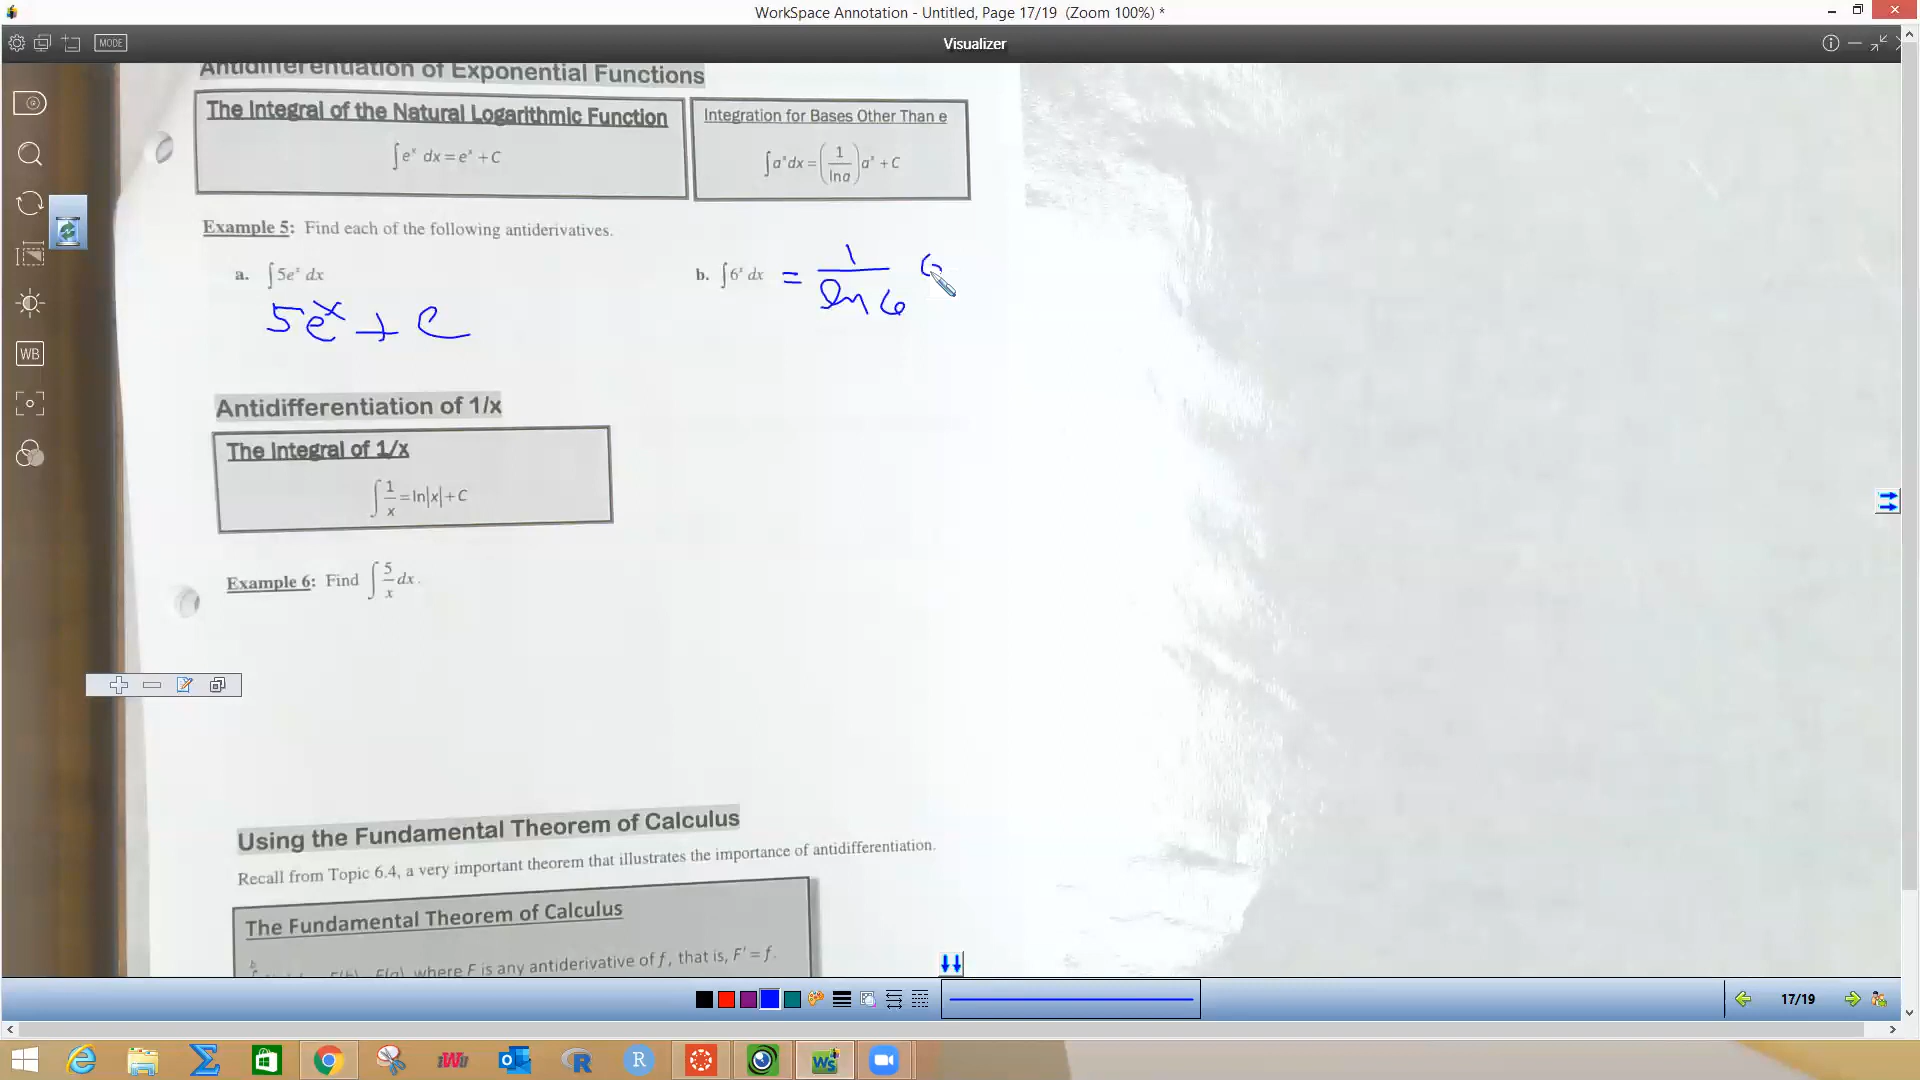 WorkSpace Annotation - Untitled, Page 17/19 (Zoom 100%) *
MODE
Visualizer
Antidifferentiation of Exponential Functions
The Integral of the Natural Logarithmic Function
∫eˣ dx = eˣ + C
Integration for Bases Other Than e
∫aˣdx = (1/lna)aˣ + C
Example 5: Find each of the following antiderivatives.
a. ∫5eˣ dx
5eˣ + C
b. ∫6ˣ dx = 1/ln 6
Antidifferentiation of 1/x
The Integral of 1/x
∫1/x = ln|x| + C
Example 6: Find ∫5/x dx.
WB
Using the Fundamental Theorem of Calculus
Recall from Topic 6.4, a very important theorem that illustrates the importance of antidifferentiation.
The Fundamental Theorem of Calculus
F(b) – F(a), where F is any antiderivative of f, that is, F' = f.
17/19
iWU
R
R
WS